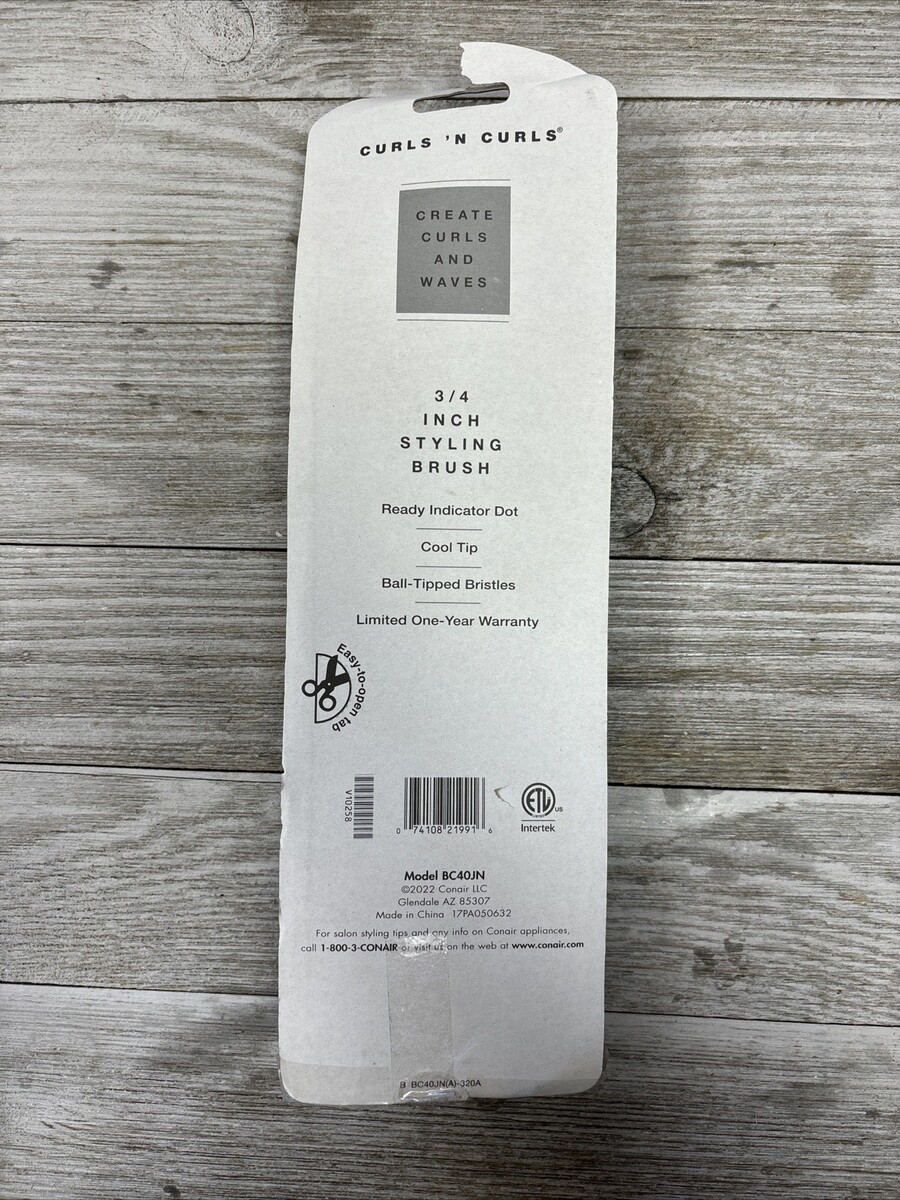 CURLS 'N CURLS®
CREATE
CURLS
AND
WAVES
3/4
INCH
STYLING
BRUSH
Ready Indicator Dot
Cool Tip
Ball-Tipped Bristles
Limited One-Year Warranty
Easy-to-open tab
V10258
0 74108 21991 6
ETL US
Intertek
Model BC40JN
©2022 Conair LLC
Glendale AZ 85307
Made in China 17PA050632
For salon styling tips and any info on Conair appliances,
call 1-800-3-CONAIR or visit us on the web at www.conair.com
B BC40JN(A)-320A